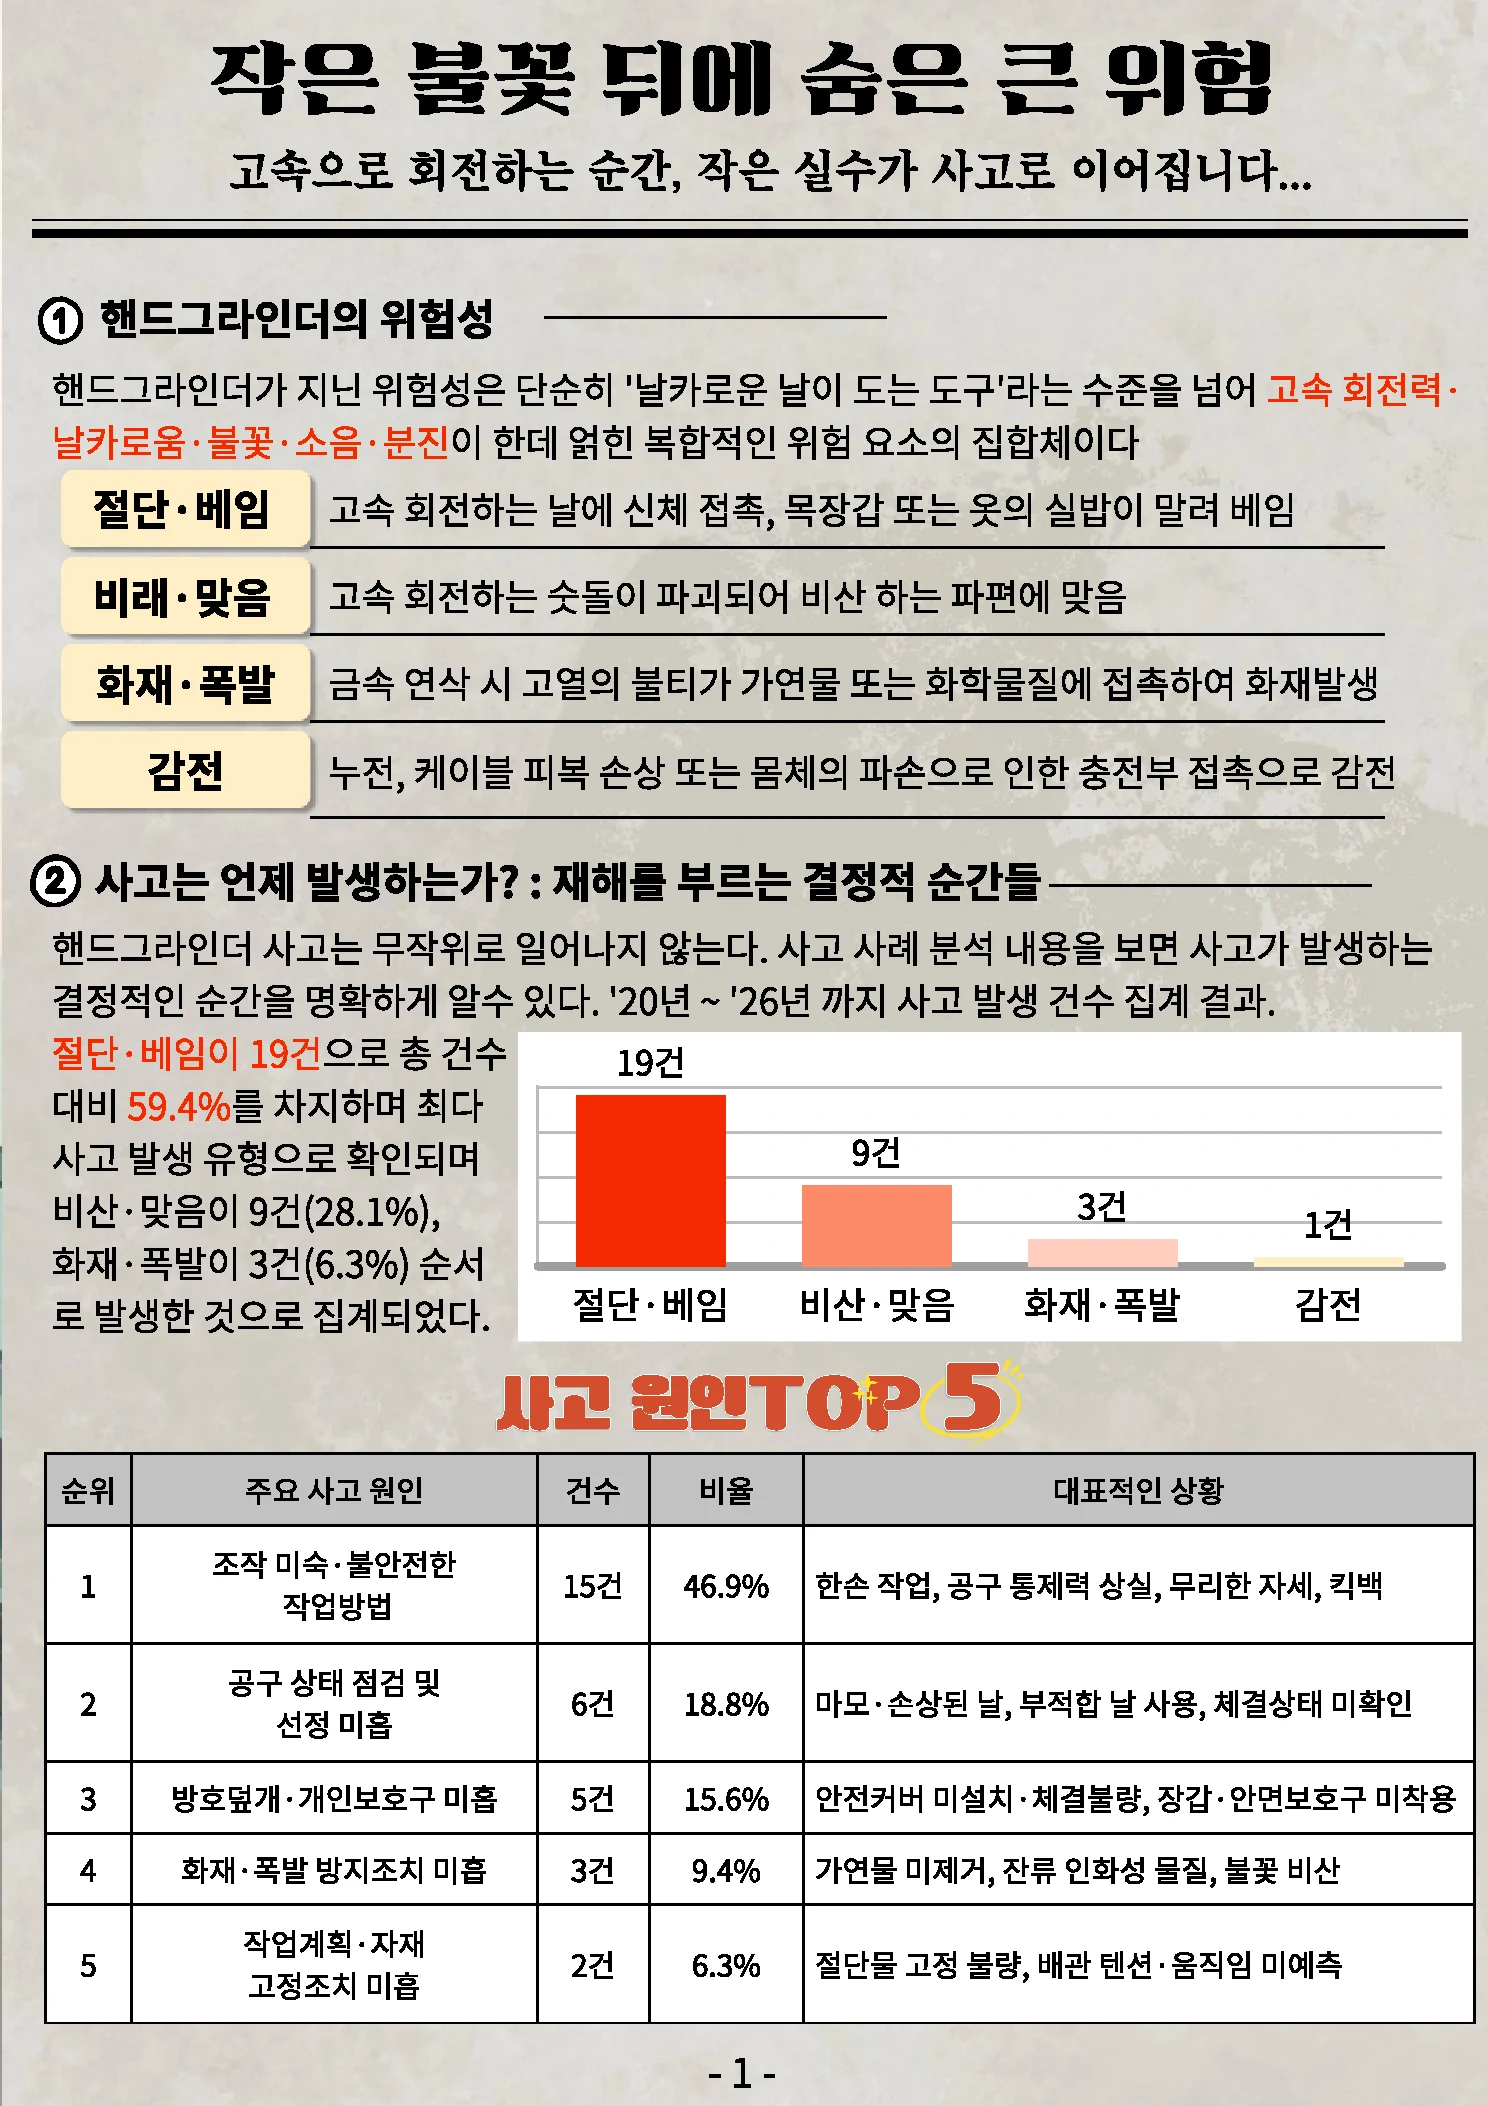 작은 불꽃 뒤에 숨은 큰 위험
고속으로 회전하는 순간, 작은 실수가 사고로 이어집니다...
① 핸드그라인더의 위험성
핸드그라인더가 지닌 위험성은 단순히 '날카로운 날이 도는 도구'라는 수준을 넘어 고속 회전력·
날카로움·불꽃·소음·분진이 한데 얽힌 복합적인 위험 요소의 집합체이다
절단·베임 고속 회전하는 날에 신체 접촉, 목장갑 또는 옷의 실밥이 말려 베임
비래·맞음 고속 회전하는 숫돌이 파괴되어 비산 하는 파편에 맞음
화재·폭발 금속 연삭 시 고열의 불티가 가연물 또는 화학물질에 접촉하여 화재발생
감전 누전, 케이블 피복 손상 또는 몸체의 파손으로 인한 충전부 접촉으로 감전
② 사고는 언제 발생하는가? : 재해를 부르는 결정적 순간들
핸드그라인더 사고는 무작위로 일어나지 않는다. 사고 사례 분석 내용을 보면 사고가 발생하는
결정적인 순간을 명확하게 알수 있다. '20년 ~ '26년 까지 사고 발생 건수 집계 결과.
절단·베임이 19건으로 총 건수
대비 59.4%를 차지하며 최다
사고 발생 유형으로 확인되며
비산·맞음이 9건(28.1%),
화재·폭발이 3건(6.3%) 순서
로 발생한 것으로 집계되었다.
19건
9건
3건
1건
절단·베임 비산·맞음 화재·폭발 감전
사고 원인TOP 5
순위 주요 사고 원인 건수 비율 대표적인 상황
1 조작 미숙·불안전한
작업방법 15건 46.9% 한손 작업, 공구 통제력 상실, 무리한 자세, 킥백
2 공구 상태 점검 및
선정 미흡 6건 18.8% 마모·손상된 날, 부적합 날 사용, 체결상태 미확인
3 방호덮개·개인보호구 미흡 5건 15.6% 안전커버 미설치·체결불량, 장갑·안면보호구 미착용
4 화재·폭발 방지조치 미흡 3건 9.4% 가연물 미제거, 잔류 인화성 물질, 불꽃 비산
5 작업계획·자재
고정조치 미흡 2건 6.3% 절단물 고정 불량, 배관 텐션·움직임 미예측
- 1 -